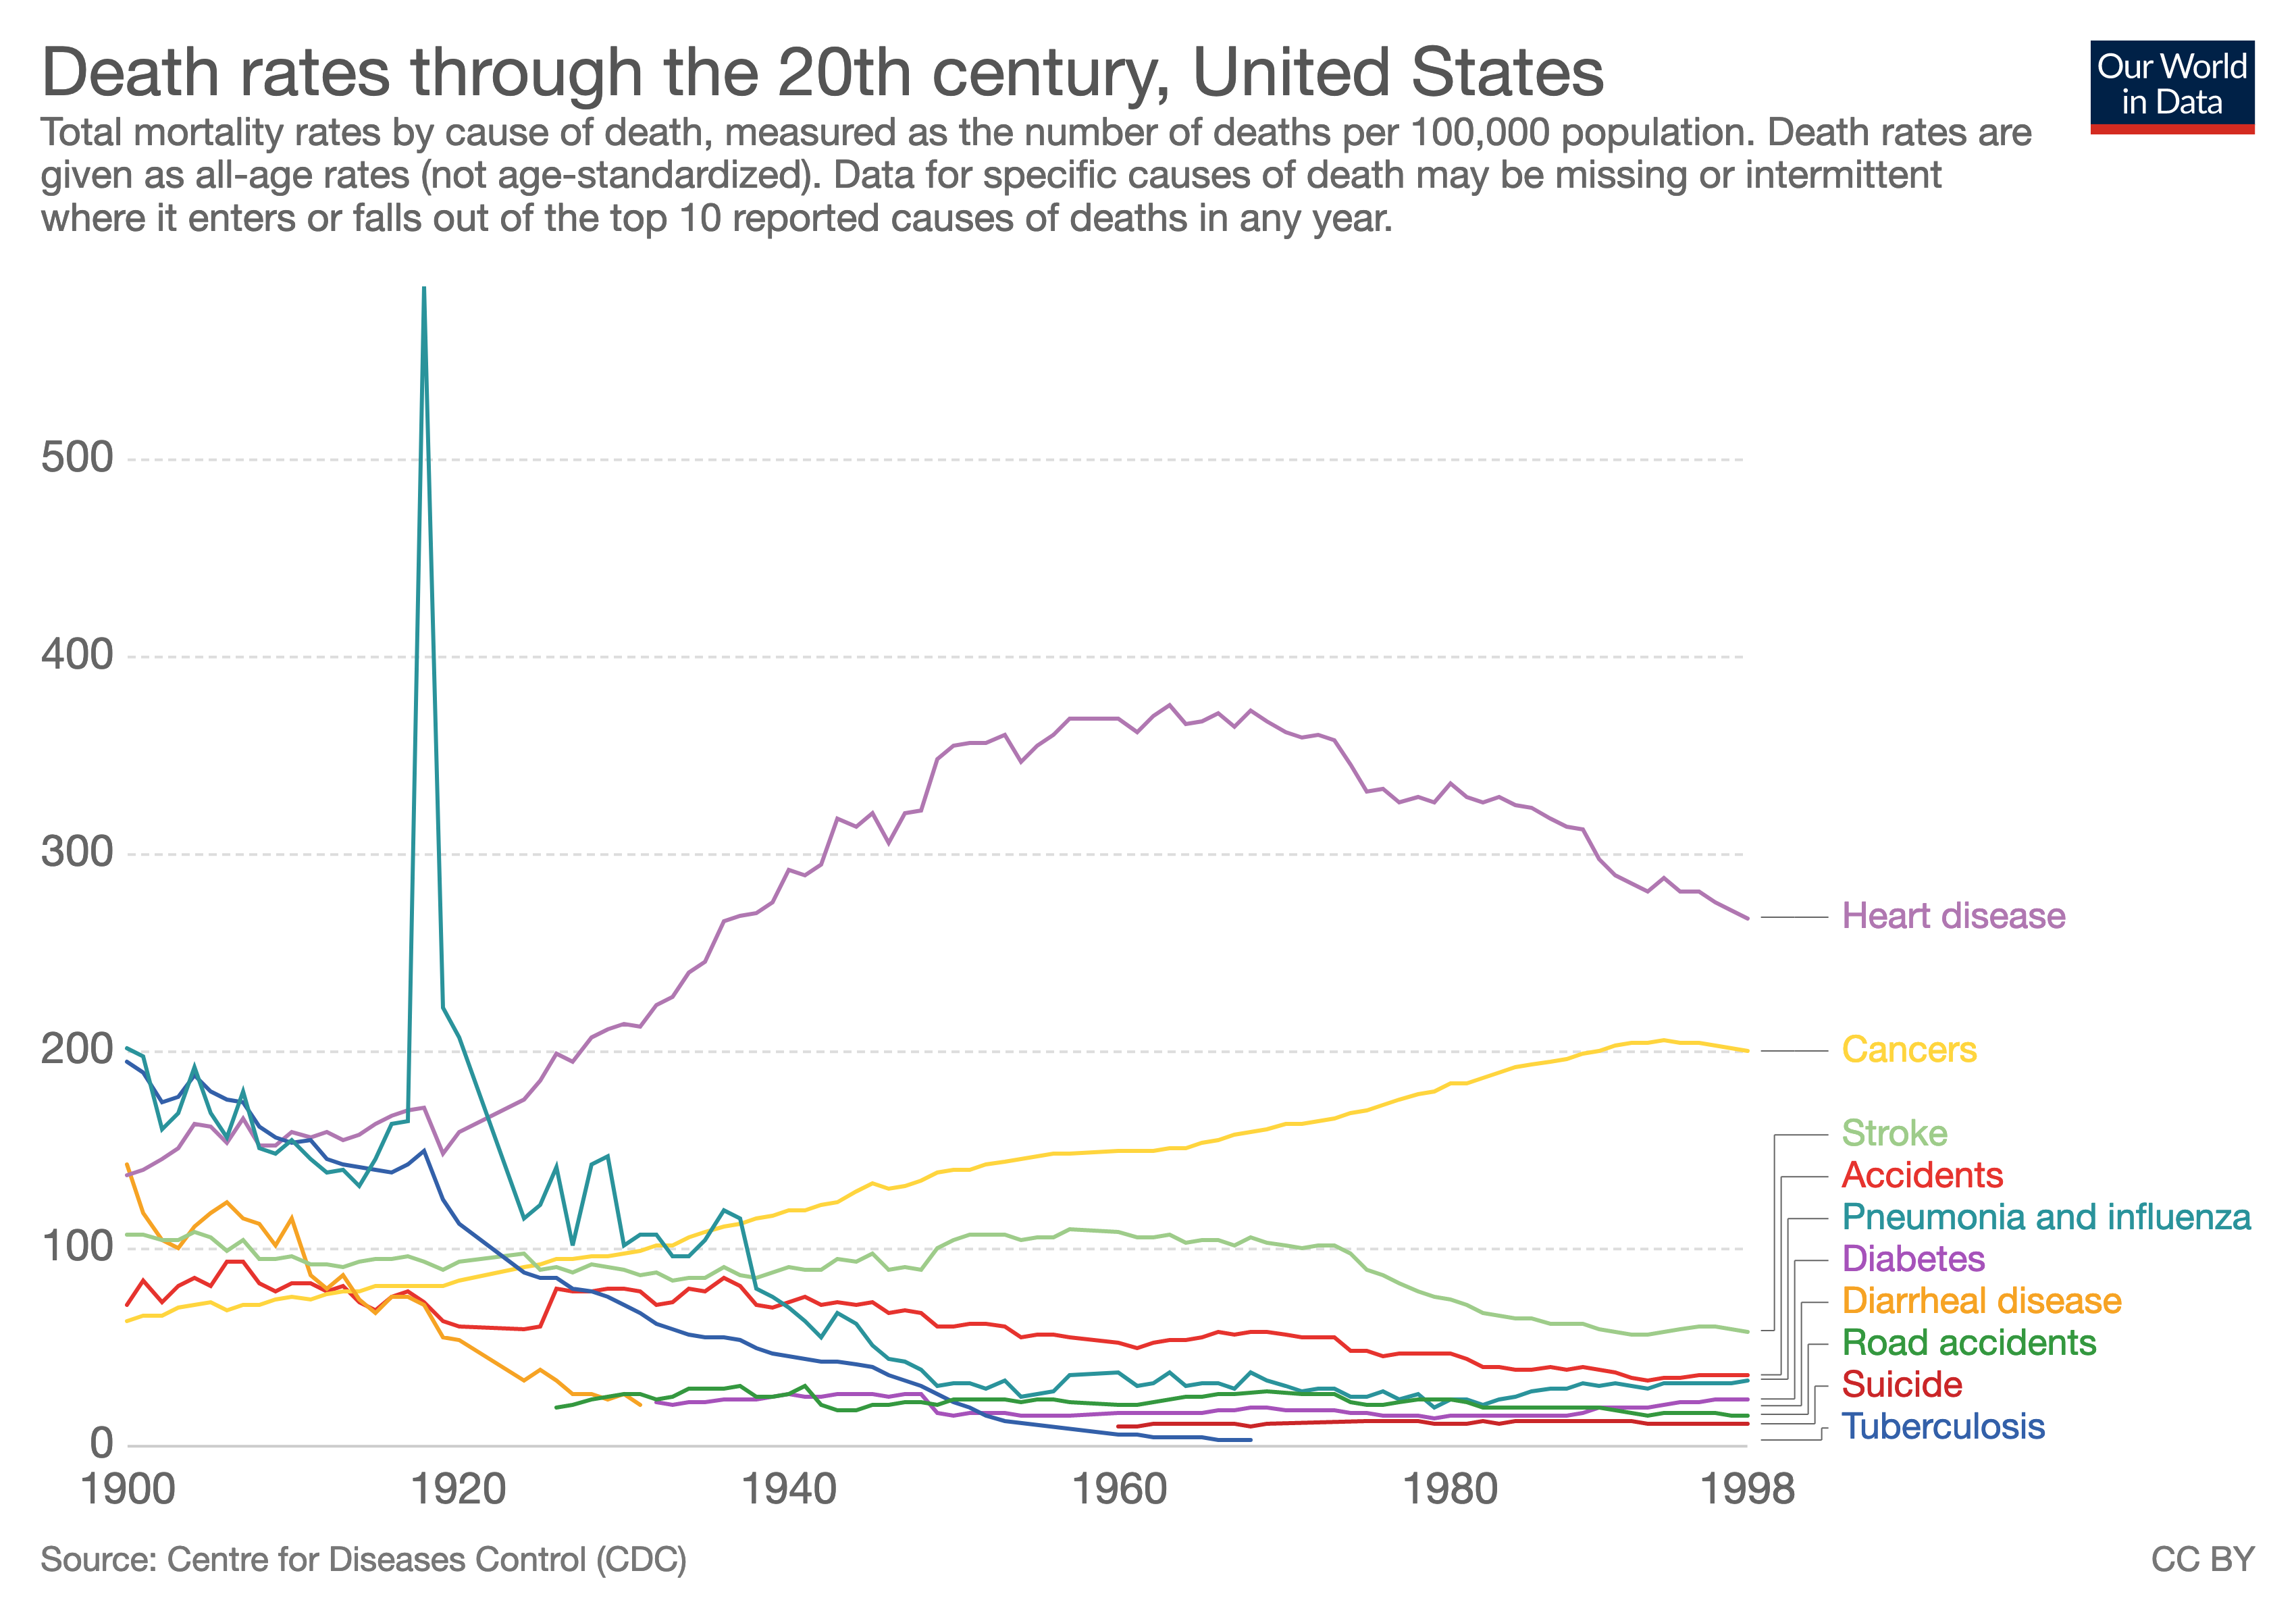 Death rates through the 20th century, United States
Our World
in Data
Total mortality rates by cause of death, measured as the number of deaths per 100,000 population. Death rates are
given as all-age rates (not age-standardized). Data for specific causes of death may be missing or intermittent
where it enters or falls out of the top 10 reported causes of deaths in any year.
500
400
300
200
100
0
Heart disease
Cancers
Stroke
Accidents
Pneumonia and influenza
Diabetes
Diarrheal disease
Road accidents
Suicide
Tuberculosis
1900 1920 1940 1960 1980 1998
Source: Centre for Diseases Control (CDC)
CC BY